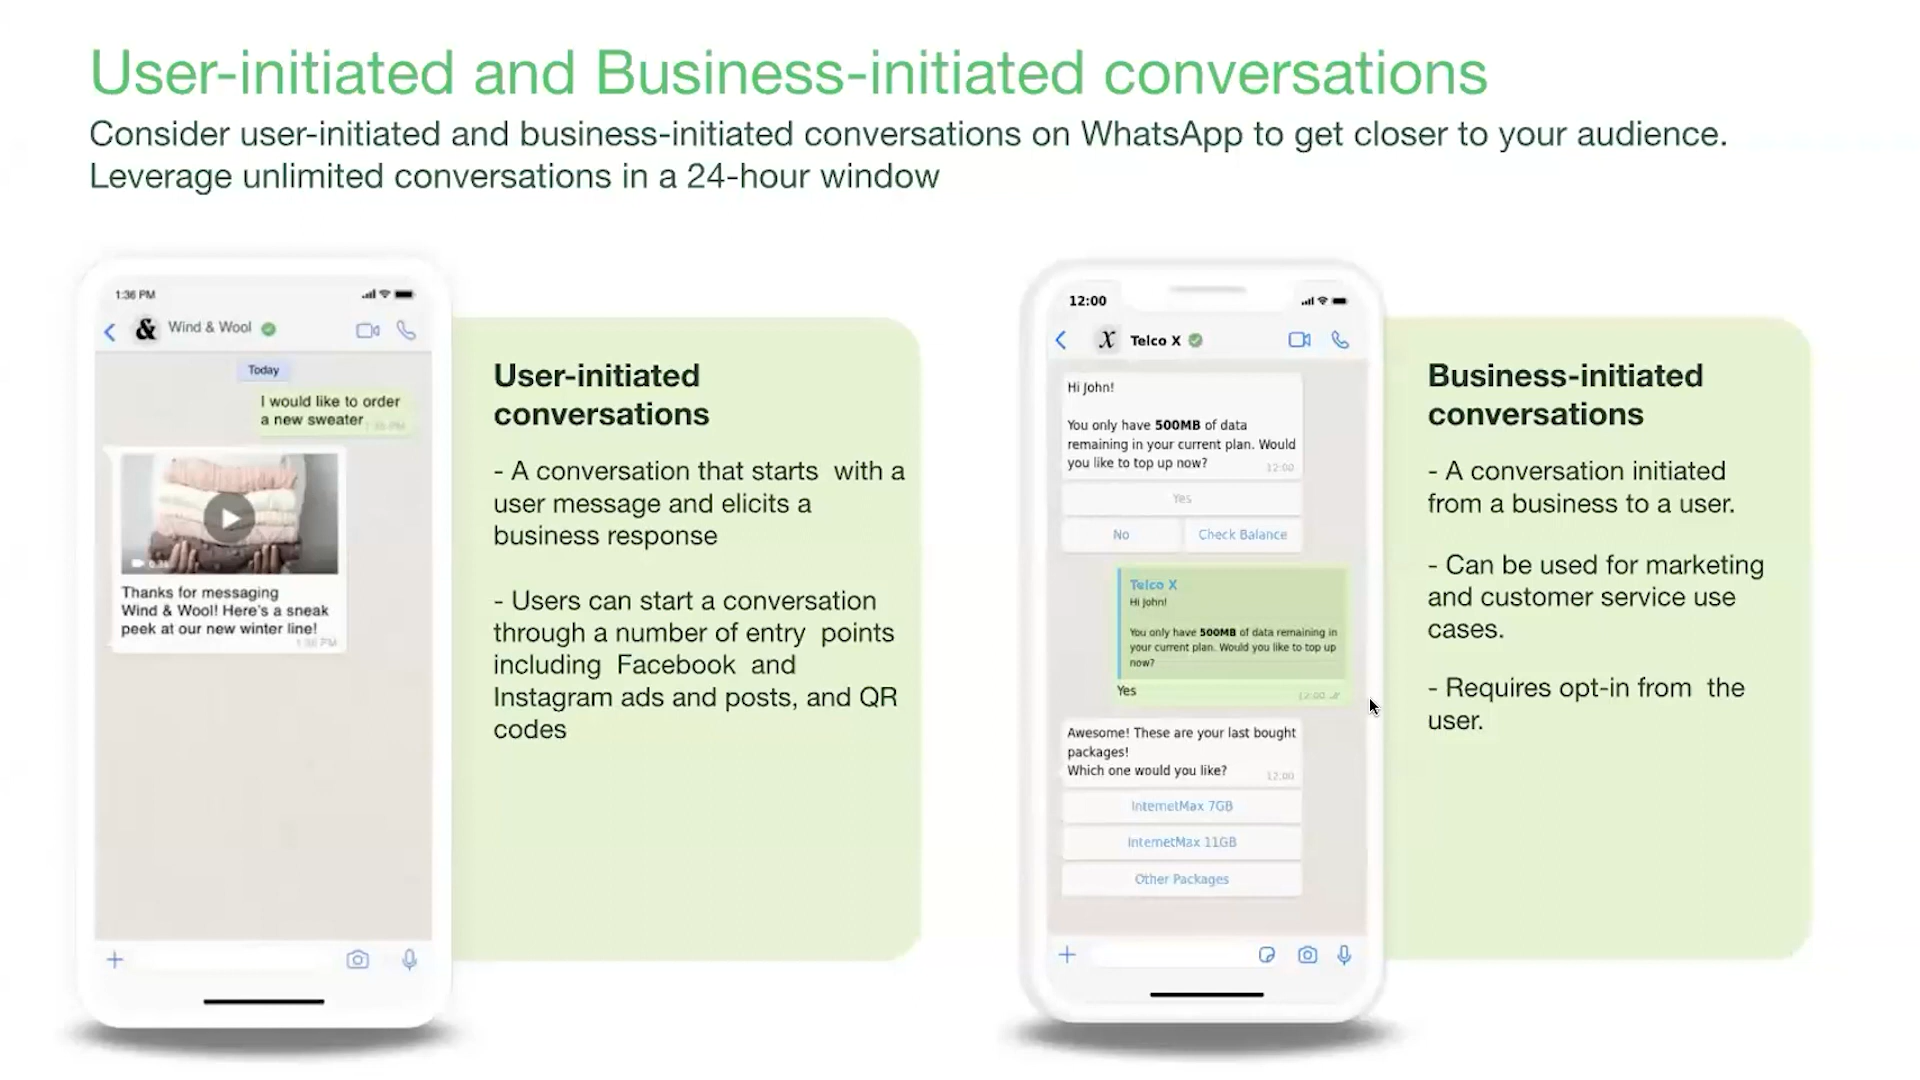 User-initiated and Business-initiated conversations
Consider user-initiated and business-initiated conversations on WhatsApp to get closer to your audience.
Leverage unlimited conversations in a 24-hour window
1:36 PM
& Wind & Wool
Today
I would like to order
a new sweater
1:36 PM
Thanks for messaging
Wind & Wool! Here's a sneak
peek at our new winter line!
1:36 PM
User-initiated
conversations
- A conversation that starts with a
user message and elicits a
business response
- Users can start a conversation
through a number of entry points
including Facebook and
Instagram ads and posts, and QR
codes
12:00
X Telco X
Hi John!
You only have 500MB of data
remaining in your current plan. Would
you like to top up now?
12:00
Yes
No
Check Balance
Telco X
Hi John!
You only have 500MB of data remaining in
your current plan. Would you like to top up
now?
Yes
12:00
Awesome! These are your last bought
packages!
Which one would you like?
12:00
InternetMax 7GB
InternetMax 11GB
Other Packages
Business-initiated
conversations
- A conversation initiated
from a business to a user.
- Can be used for marketing
and customer service use
cases.
- Requires opt-in from the
user.